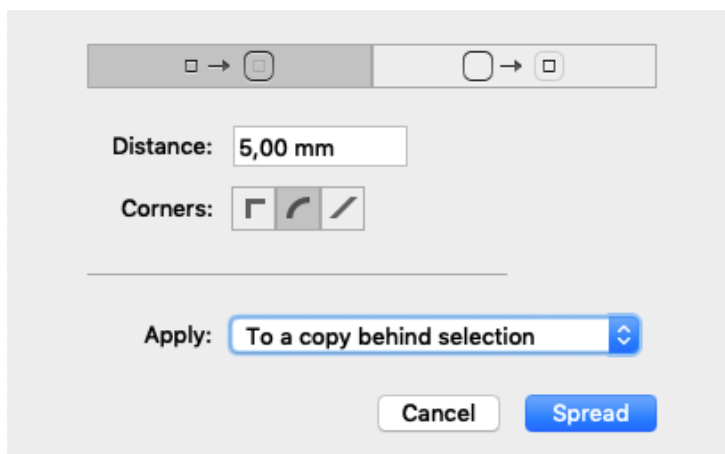 Distance: 5,00 mm
Corners:
Apply: To a copy behind selection
Cancel Spread